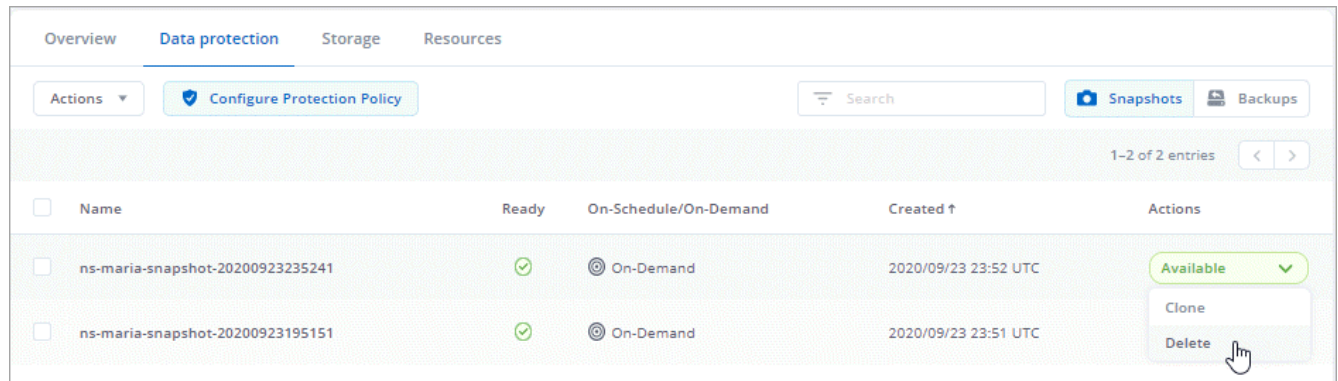 Overview Data protection Storage Resources
Actions Configure Protection Policy Search Snapshots Backups
1–2 of 2 entries < >
Name Ready On-Schedule/On-Demand Created ↑ Actions
ns-maria-snapshot-20200923235241 On-Demand 2020/09/23 23:52 UTC Available
Clone
ns-maria-snapshot-20200923195151 On-Demand 2020/09/23 23:51 UTC
Delete